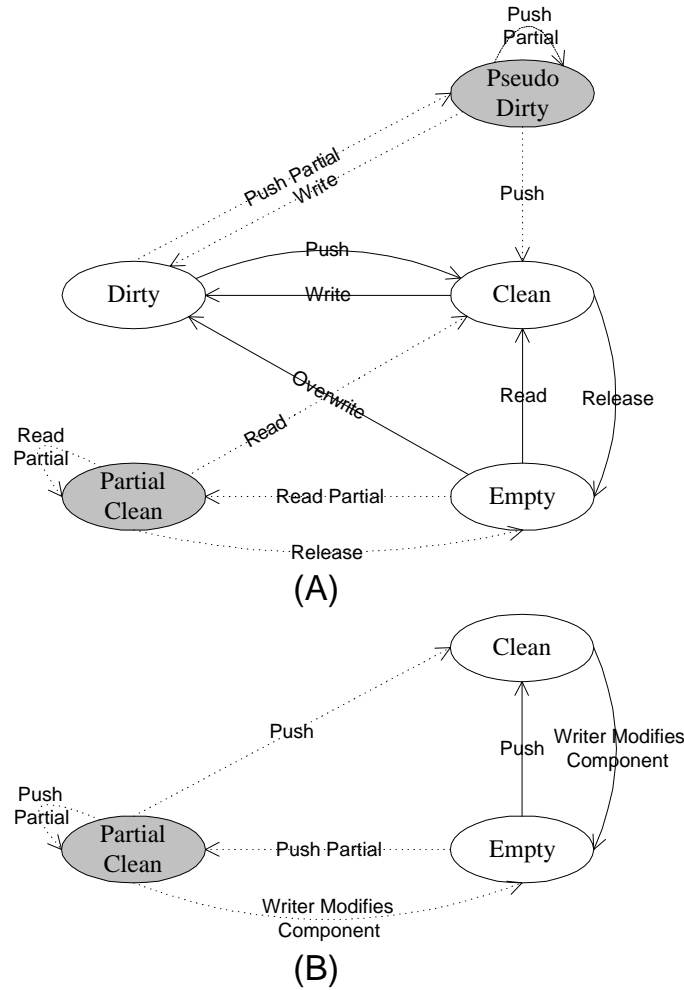 Push
Partial
Pseudo
Dirty
Push Partial
Write
Push
Push
Dirty
Clean
Write
Overwrite
Read
Read
Release
Read
Partial
Partial
Clean
Read Partial
Empty
Release
(A)
Clean
Push
Push
Writer Modifies
Component
Push
Partial
Partial
Clean
Push Partial
Empty
Writer Modifies
Component
(B)